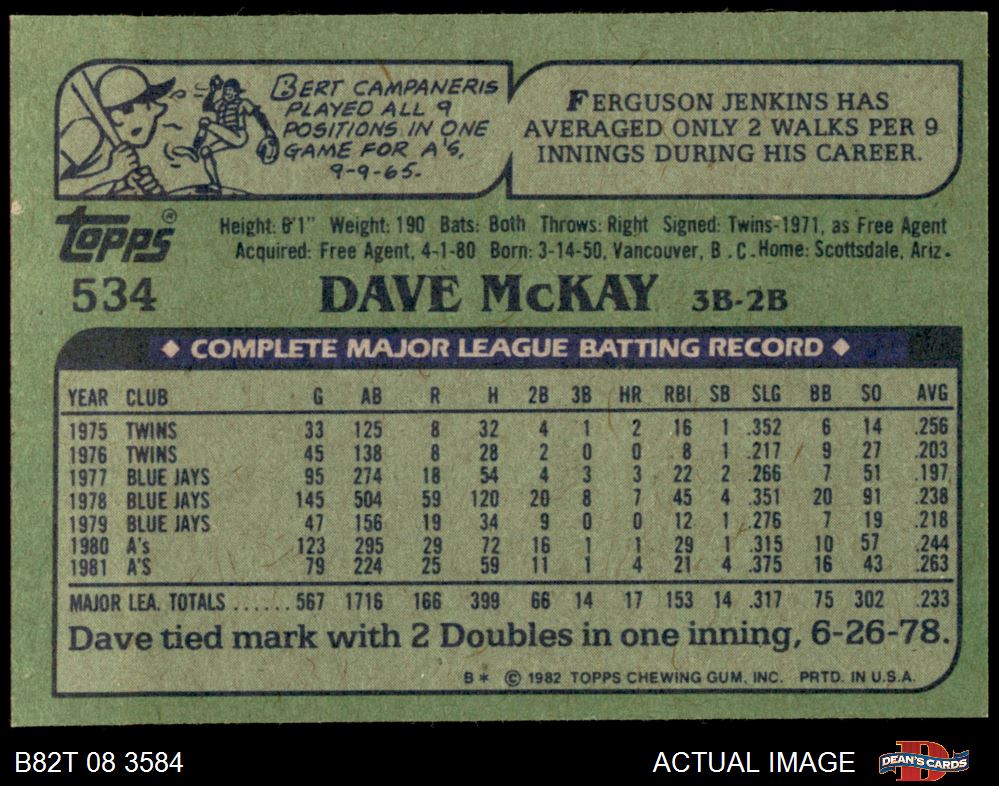 BERT CAMPANERIS
PLAYED ALL 9
POSITIONS IN ONE
GAME FOR A'S,
9-9-65.
FERGUSON JENKINS HAS
AVERAGED ONLY 2 WALKS PER 9
INNINGS DURING HIS CAREER.
Topps®
Height: 6'1" Weight: 190 Bats: Both Throws: Right Signed: Twins-1971, as Free Agent
Acquired: Free Agent, 4-1-80 Born: 3-14-50, Vancouver, B.C. Home: Scottsdale, Ariz.
534 DAVE McKAY 3B-2B
◆ COMPLETE MAJOR LEAGUE BATTING RECORD ◆
YEAR CLUB G AB R H 2B 3B HR RBI SB SLG BB SO AVG
1975 TWINS 33 125 8 32 4 1 2 16 1 .352 6 14 .256
1976 TWINS 45 138 8 28 2 0 0 8 1 .217 9 27 .203
1977 BLUE JAYS 95 274 18 54 4 3 3 22 2 .266 7 51 .197
1978 BLUE JAYS 145 504 59 120 20 8 7 45 4 .351 20 91 .238
1979 BLUE JAYS 47 156 19 34 9 0 0 12 1 .276 7 19 .218
1980 A's 123 295 29 72 16 1 1 29 1 .315 10 57 .244
1981 A'S 79 224 25 59 11 1 4 21 4 .375 16 43 .263
MAJOR LEA. TOTALS ...... 567 1716 166 399 66 14 17 153 14 .317 75 302 .233
Dave tied mark with 2 Doubles in one inning, 6-26-78.
B* © 1982 TOPPS CHEWING GUM, INC. PRTD. IN U.S.A.
B82T 08 3584
ACTUAL IMAGE
D
DEAN'S CARDS